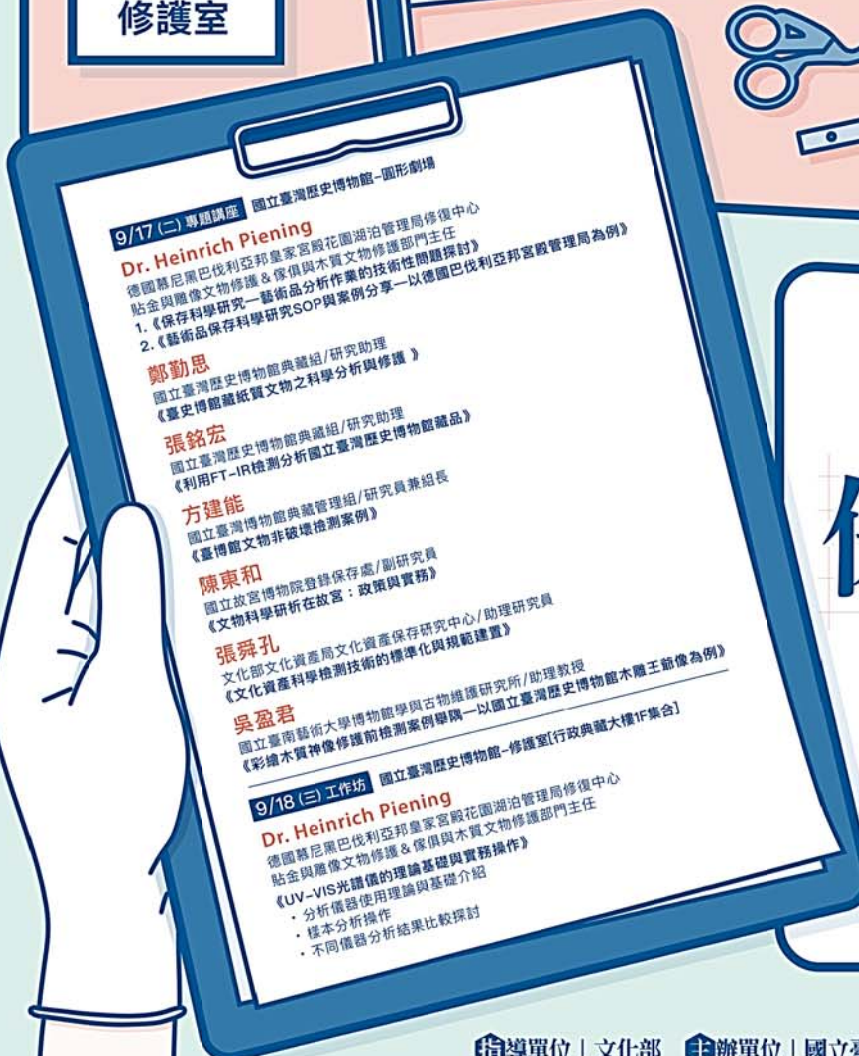 修護室
9/17 (二) 專題講座 國立臺灣歷史博物館-圓形劇場
Dr. Heinrich Piening
德國慕尼黑巴伐利亞邦皇家宮殿花園湖泊管理局修復中心
貼金與雕像文物修護&傢俱與木質文物修護部門主任
1.《保存科學研究—藝術品分析作業的技術性問題探討》
2.《藝術品保存科學研究SOP與案例分享—以德國巴伐利亞邦宮殿管理局為例》
鄭勤思
國立臺灣歷史博物館典藏組/研究助理
《臺史博館藏紙質文物之科學分析與修護 》
張銘宏
國立臺灣歷史博物館典藏組/研究助理
《利用FT-IR檢測分析國立臺灣歷史博物館藏品》
方建能
國立臺灣博物館典藏管理組/研究員兼組長
《臺博館文物非破壞檢測案例》
陳東和
國立故宮博物院登錄保存處/副研究員
《文物科學研析在故宮：政策與實務》
張舜孔
文化部文化資產局文化資產保存研究中心/助理研究員
《文化資產科學檢測技術的標準化與規範建置》
吳盈君
國立臺南藝術大學博物館學與古物維護研究所/助理教授
《彩繪木質神像修護前檢測案例舉隅—以國立臺灣歷史博物館木雕王爺像為例》
9/18 (三) 工作坊 國立臺灣歷史博物館-修護室[行政典藏大樓1F集合]
Dr. Heinrich Piening
德國慕尼黑巴伐利亞邦皇家宮殿花園湖泊管理局修復中心
貼金與雕像文物修護&傢俱與木質文物修護部門主任
《UV-VIS光譜儀的理論基礎與實務操作》
・分析儀器使用理論與基礎介紹
・樣本分析操作
・不同儀器分析結果比較探討
指導單位｜文化部 主辦單位｜國立